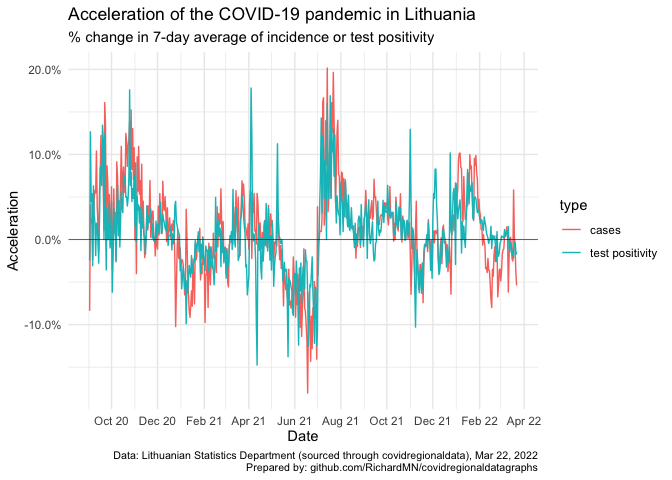 Acceleration of the COVID-19 pandemic in Lithuania
% change in 7-day average of incidence or test positivity
20.0%
10.0%
0.0%
-10.0%
Acceleration
Oct 20 Dec 20 Feb 21 Apr 21 Jun 21 Aug 21 Oct 21 Dec 21 Feb 22 Apr 22
Date
type
cases
test positivity
Data: Lithuanian Statistics Department (sourced through covidregionaldata), Mar 22, 2022
Prepared by: github.com/RichardMN/covidregionaldatagraphs